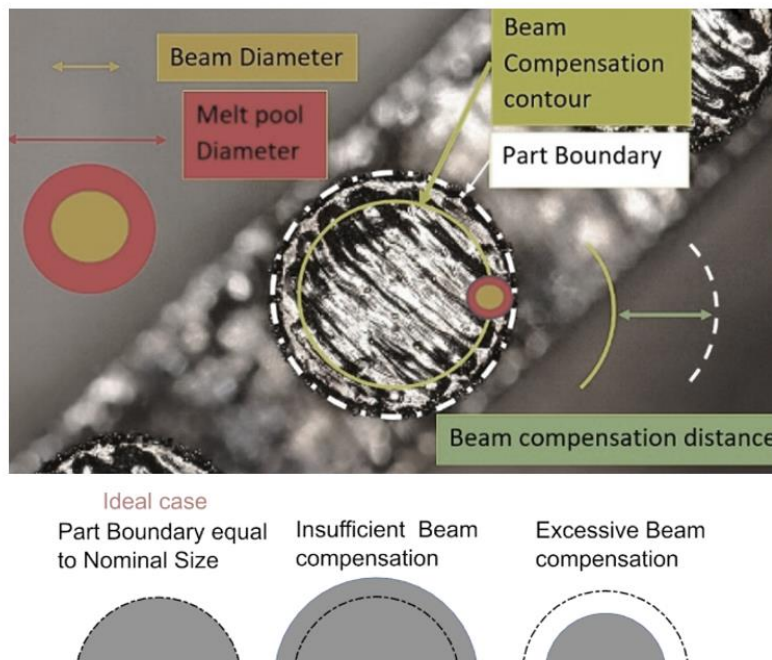 Beam Diameter
Melt pool
Diameter
Beam
Compensation
contour
Part Boundary
Beam compensation distance
Ideal case
Part Boundary equal
to Nominal Size
Insufficient Beam
compensation
Excessive Beam
compensation